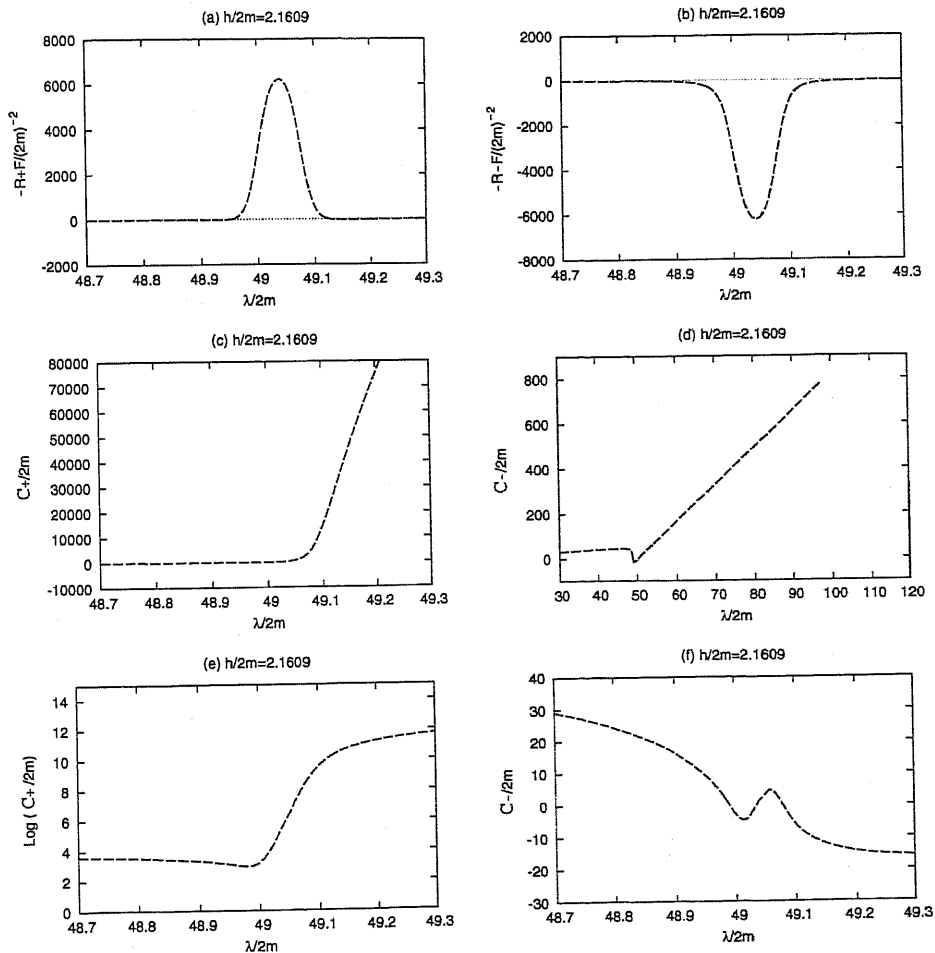 (a) h/2m=2.1609
8000
6000
4000
2000
0
-2000
-R+F/(2m)⁻²
48.7 48.8 48.9 49 49.1 49.2 49.3
λ/2m
(b) h/2m=2.1609
2000
0
-2000
-4000
-6000
-8000
-R-F/(2m)⁻²
48.7 48.8 48.9 49 49.1 49.2 49.3
λ/2m
(c) h/2m=2.1609
80000
70000
60000
50000
40000
30000
20000
10000
0
-10000
C+/2m
48.7 48.8 48.9 49 49.1 49.2 49.3
λ/2m
(d) h/2m=2.1609
800
600
400
200
0
C-/2m
30 40 50 60 70 80 90 100 110 120
λ/2m
(e) h/2m=2.1609
14
12
10
8
6
4
2
0
Log ( C+/2m)
48.7 48.8 48.9 49 49.1 49.2 49.3
λ/2m
(f) h/2m=2.1609
40
30
20
10
0
-10
-20
-30
C-/2m
48.7 48.8 48.9 49 49.1 49.2 49.3
λ/2m